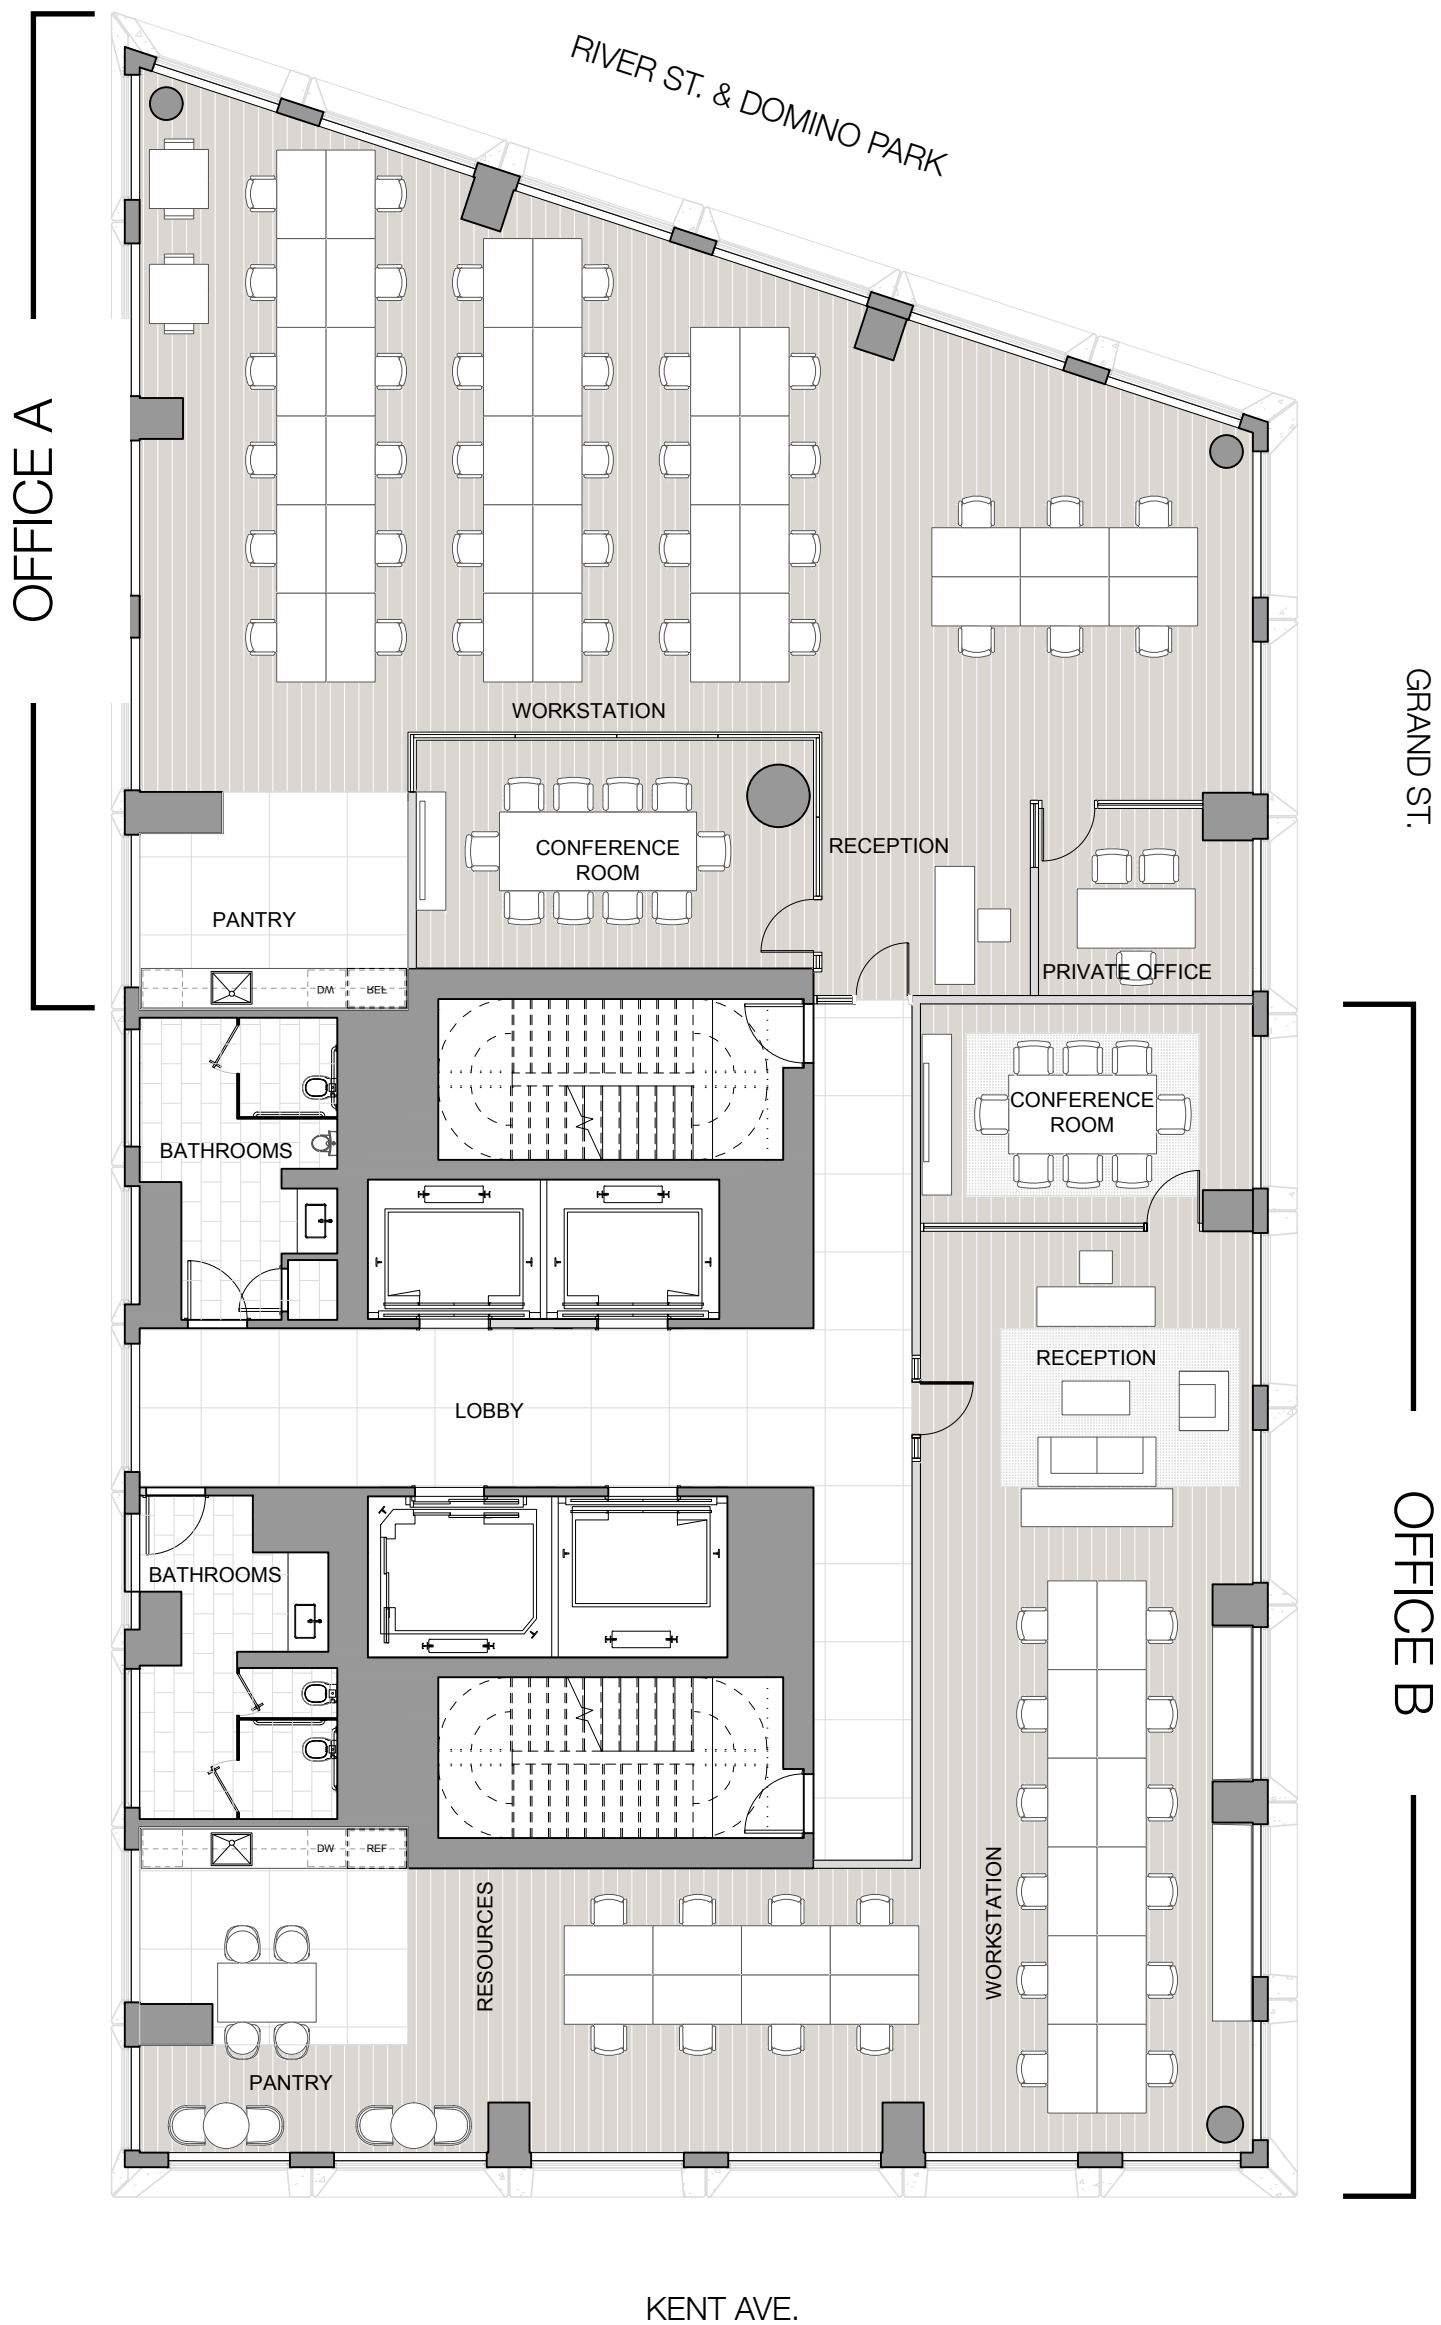 RIVER ST. & DOMINO PARK
OFFICE A
GRAND ST.
WORKSTATION
CONFERENCE
ROOM
RECEPTION
PANTRY
DW
REF
PRIVATE OFFICE
CONFERENCE
ROOM
BATHROOMS
RECEPTION
LOBBY
OFFICE B
BATHROOMS
DW
REF
RESOURCES
WORKSTATION
PANTRY
KENT AVE.